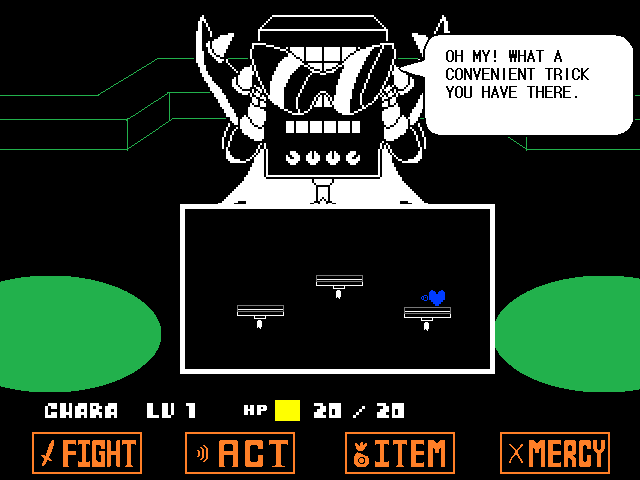 OH MY! WHAT A
CONVENIENT TRICK
YOU HAVE THERE.
CHARA LV 1 HP 20 / 20
FIGHT ACT ITEM MERCY